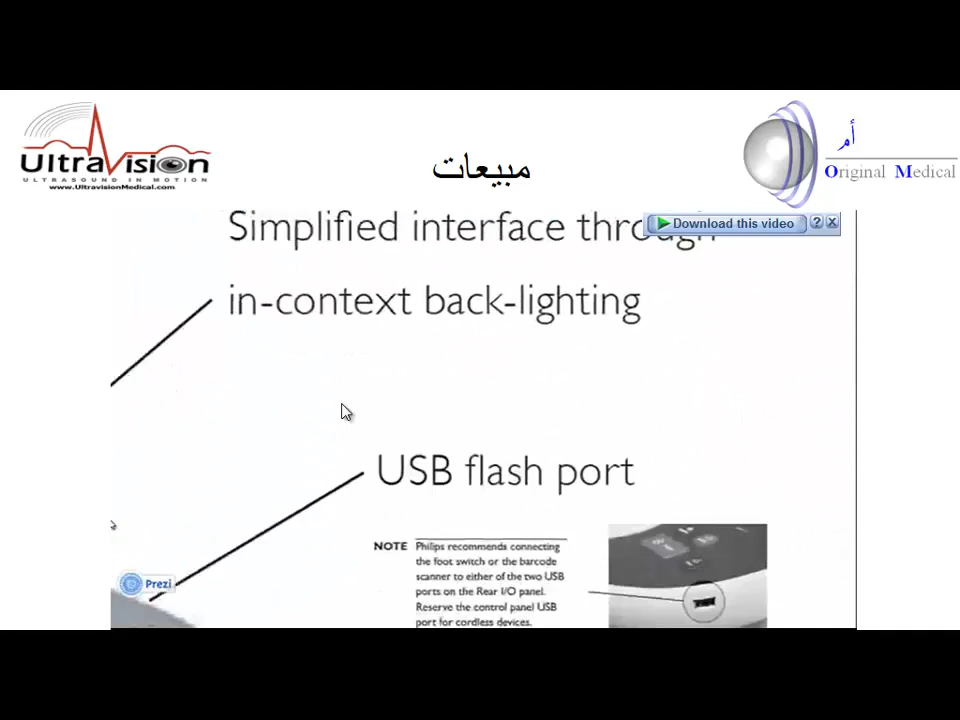 UltraVision
ULTRASOUND IN MOTION
www.UltravisionMedical.com
مبيعات
أم
Original Medical
Simplified interface through
Download this video
? X
in-context back-lighting
USB flash port
NOTE Philips recommends connecting
the foot switch or the barcode
scanner to either of the two USB
ports on the Rear I/O panel.
Reserve the control panel USB
port for cordless devices.
Prezi